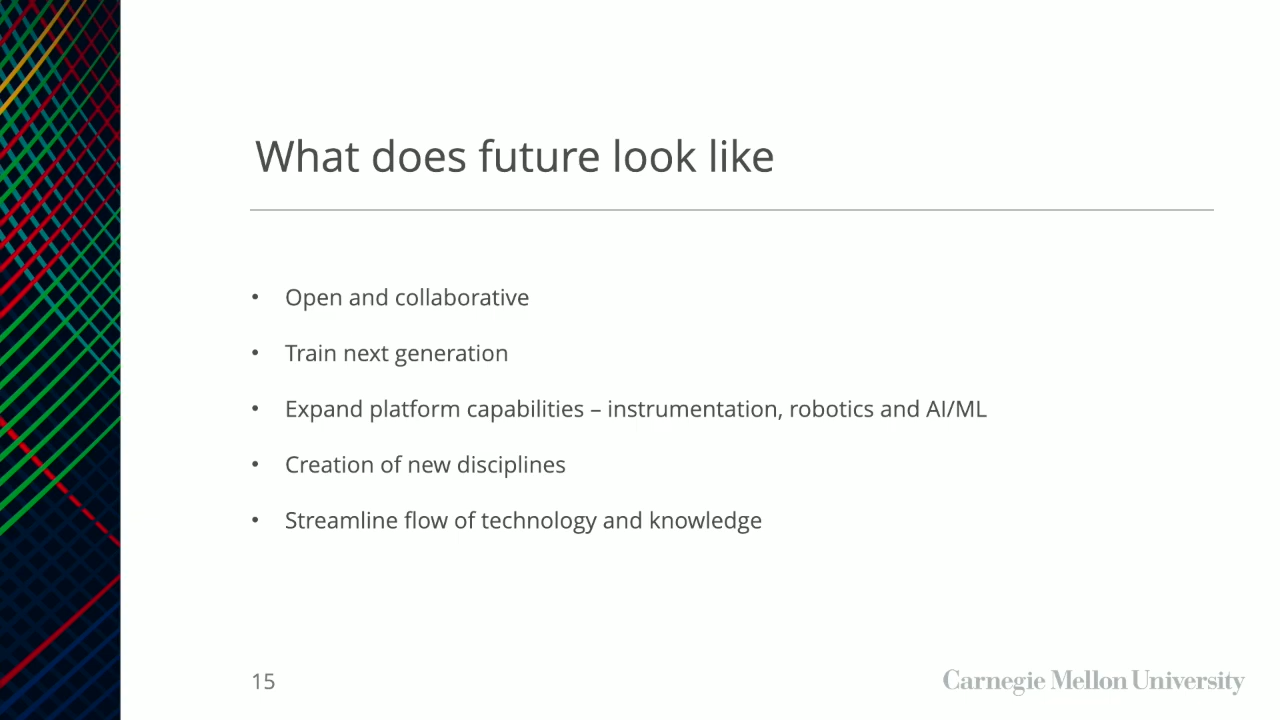 What does future look like
• Open and collaborative
• Train next generation
• Expand platform capabilities – instrumentation, robotics and AI/ML
• Creation of new disciplines
• Streamline flow of technology and knowledge
15
Carnegie Mellon University